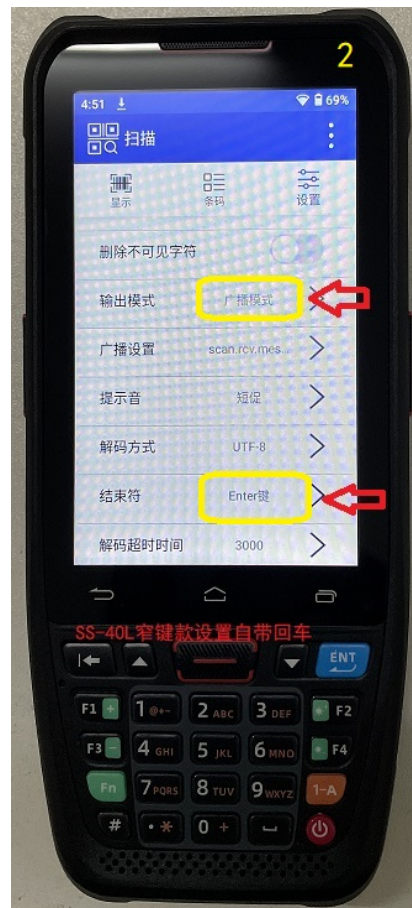 2
4:51 69%
扫描
显示 条码 设置
删除不可见字符
输出模式 广播模式
广播设置 scan.rcv.mes...
提示音 短促
解码方式 UTF-8
结束符 Enter键
解码超时时间 3000
SS-40L窄键款设置自带回车
ENT
F1 1 2 ABC 3 DEF F2
F3 4 GHI 5 JKL 6 MNO F4
Fn 7 PQRS 8 TUV 9 WXYZ 1-A
# • * 0 +